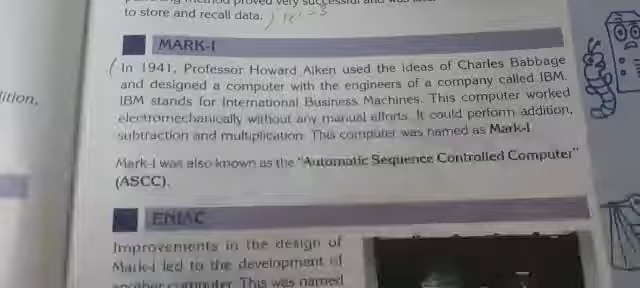 to store and recall data.
MARK-I
In 1941, Professor Howard Aiken used the ideas of Charles Babbage
and designed a computer with the engineers of a company called IBM.
IBM stands for International Business Machines. This computer worked
electromechanically without any manual efforts. It could perform addition,
subtraction and multiplication. This computer was named as Mark-I.
Mark-I was also known as the "Automatic Sequence Controlled Computer"
(ASCC).
ition,
ENIAC
Improvements in the design of
Mark-I led to the development of
another computer. This was named